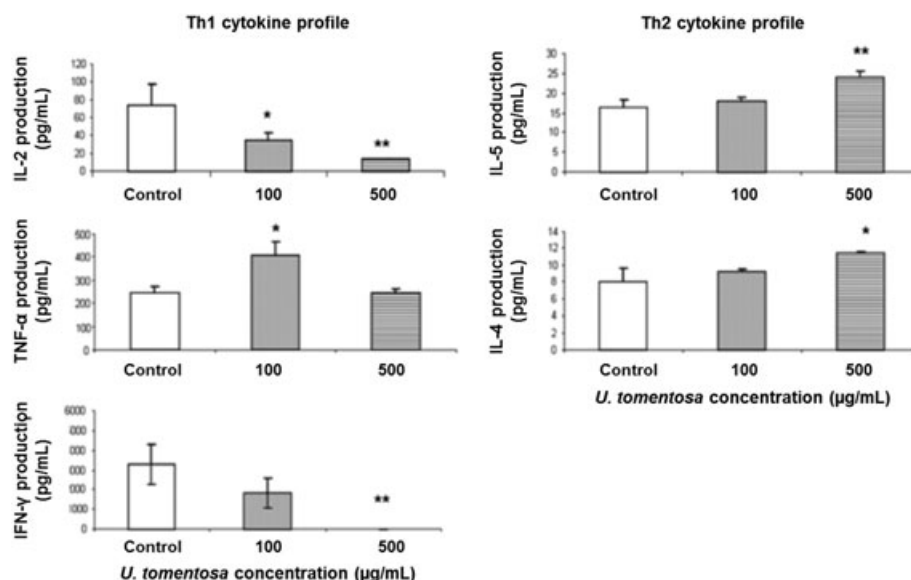 Th1 cytokine profile
IL-2 production
(pg/mL)
120
100
80
60
40
20
0
*
**
Control 100 500
TNF-α production
(pg/mL)
500
400
300
200
100
0
*
Control 100 500
IFN-γ production
(pg/mL)
6000
1000
0
**
Control 100 500
U. tomentosa concentration (µg/mL)
Th2 cytokine profile
IL-5 production
(pg/mL)
30
25
20
15
10
5
0
**
Control 100 500
IL-4 production
(pg/mL)
14
12
10
8
6
4
2
0
*
Control 100 500
U. tomentosa concentration (µg/mL)